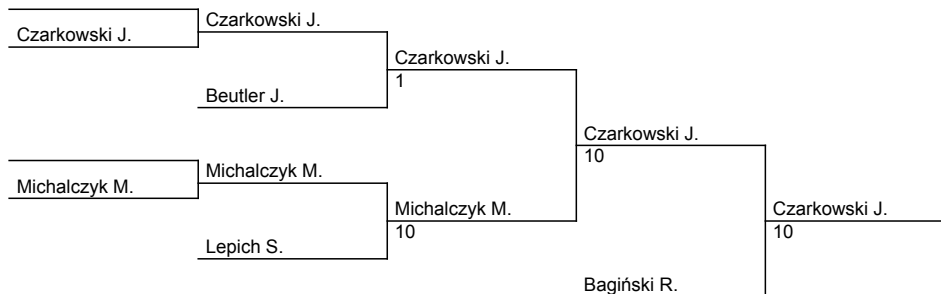 Czarkowski J.
Czarkowski J.
Beutler J.
Czarkowski J.
1
Michalczyk M.
Michalczyk M.
Lepich S.
Michalczyk M.
10
Czarkowski J.
10
Bagiński R.
Czarkowski J.
10